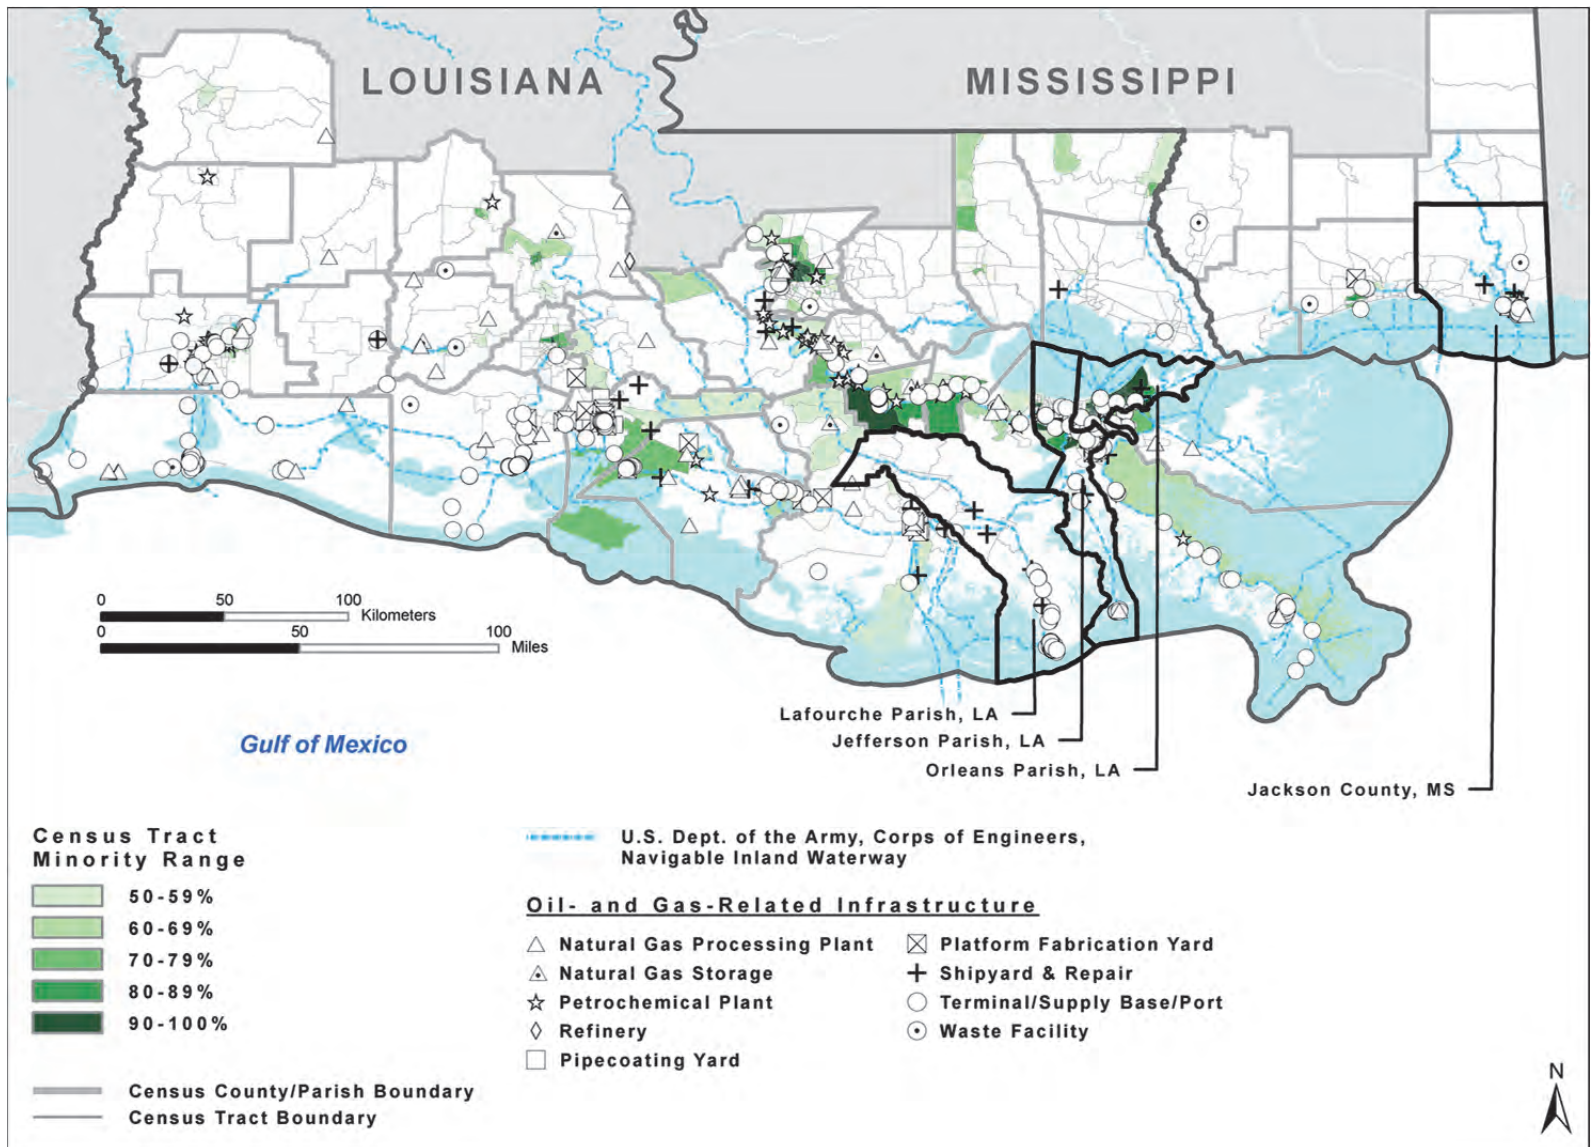 LOUISIANA
MISSISSIPPI
0 50 100
Kilometers
0 50 100
Miles
Gulf of Mexico
Lafourche Parish, LA
Jefferson Parish, LA
Orleans Parish, LA
Jackson County, MS
Census Tract
Minority Range
50-59%
60-69%
70-79%
80-89%
90-100%
Census County/Parish Boundary
Census Tract Boundary
U.S. Dept. of the Army, Corps of Engineers,
Navigable Inland Waterway
Oil- and Gas-Related Infrastructure
Natural Gas Processing Plant
Natural Gas Storage
Petrochemical Plant
Refinery
Pipecoating Yard
Platform Fabrication Yard
Shipyard & Repair
Terminal/Supply Base/Port
Waste Facility
N